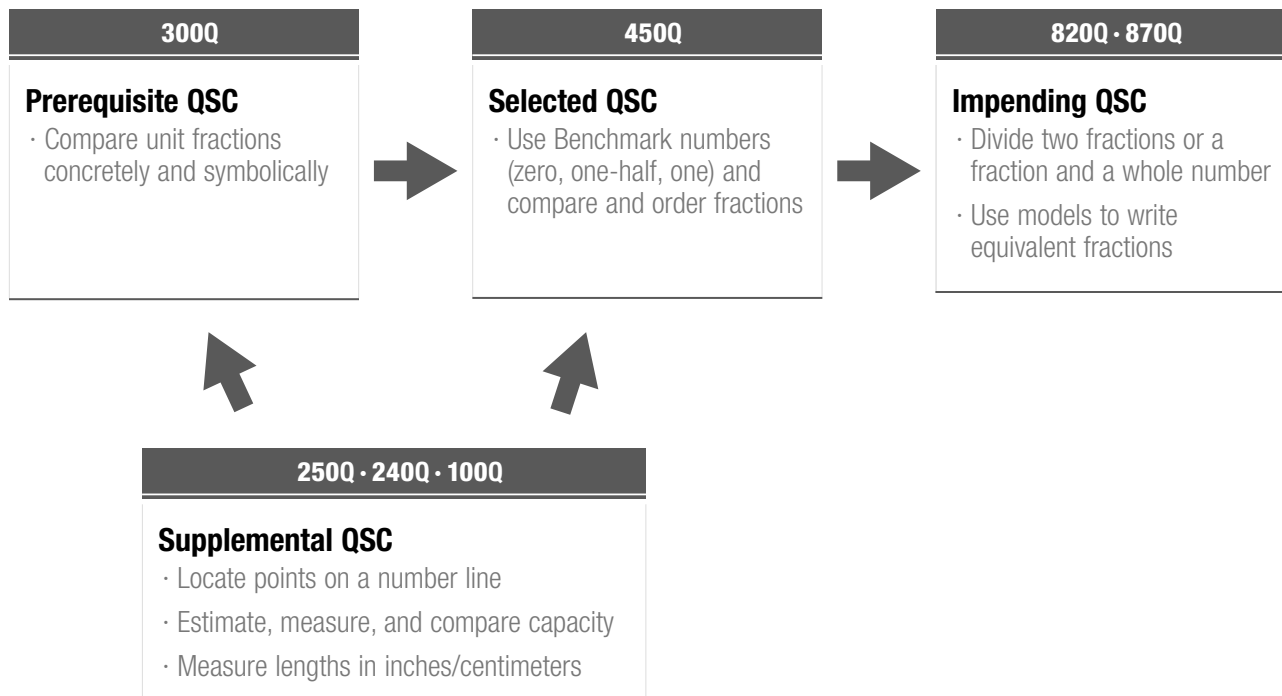 300Q
Prerequisite QSC
· Compare unit fractions
concretely and symbolically
450Q
Selected QSC
· Use Benchmark numbers
(zero, one-half, one) and
compare and order fractions
820Q · 870Q
Impending QSC
· Divide two fractions or a
fraction and a whole number
· Use models to write
equivalent fractions
250Q · 240Q · 100Q
Supplemental QSC
· Locate points on a number line
· Estimate, measure, and compare capacity
· Measure lengths in inches/centimeters